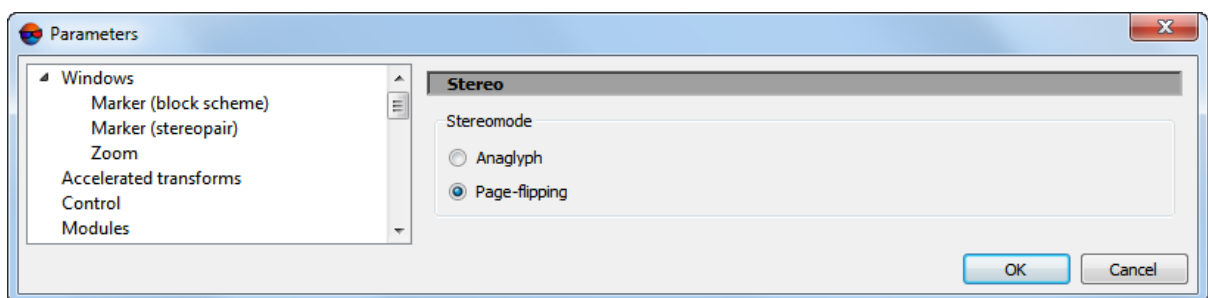 Parameters
Windows
Marker (block scheme)
Marker (stereopair)
Zoom
Accelerated transforms
Control
Modules
Stereo
Stereomode
Anaglyph
Page-flipping
OK
Cancel